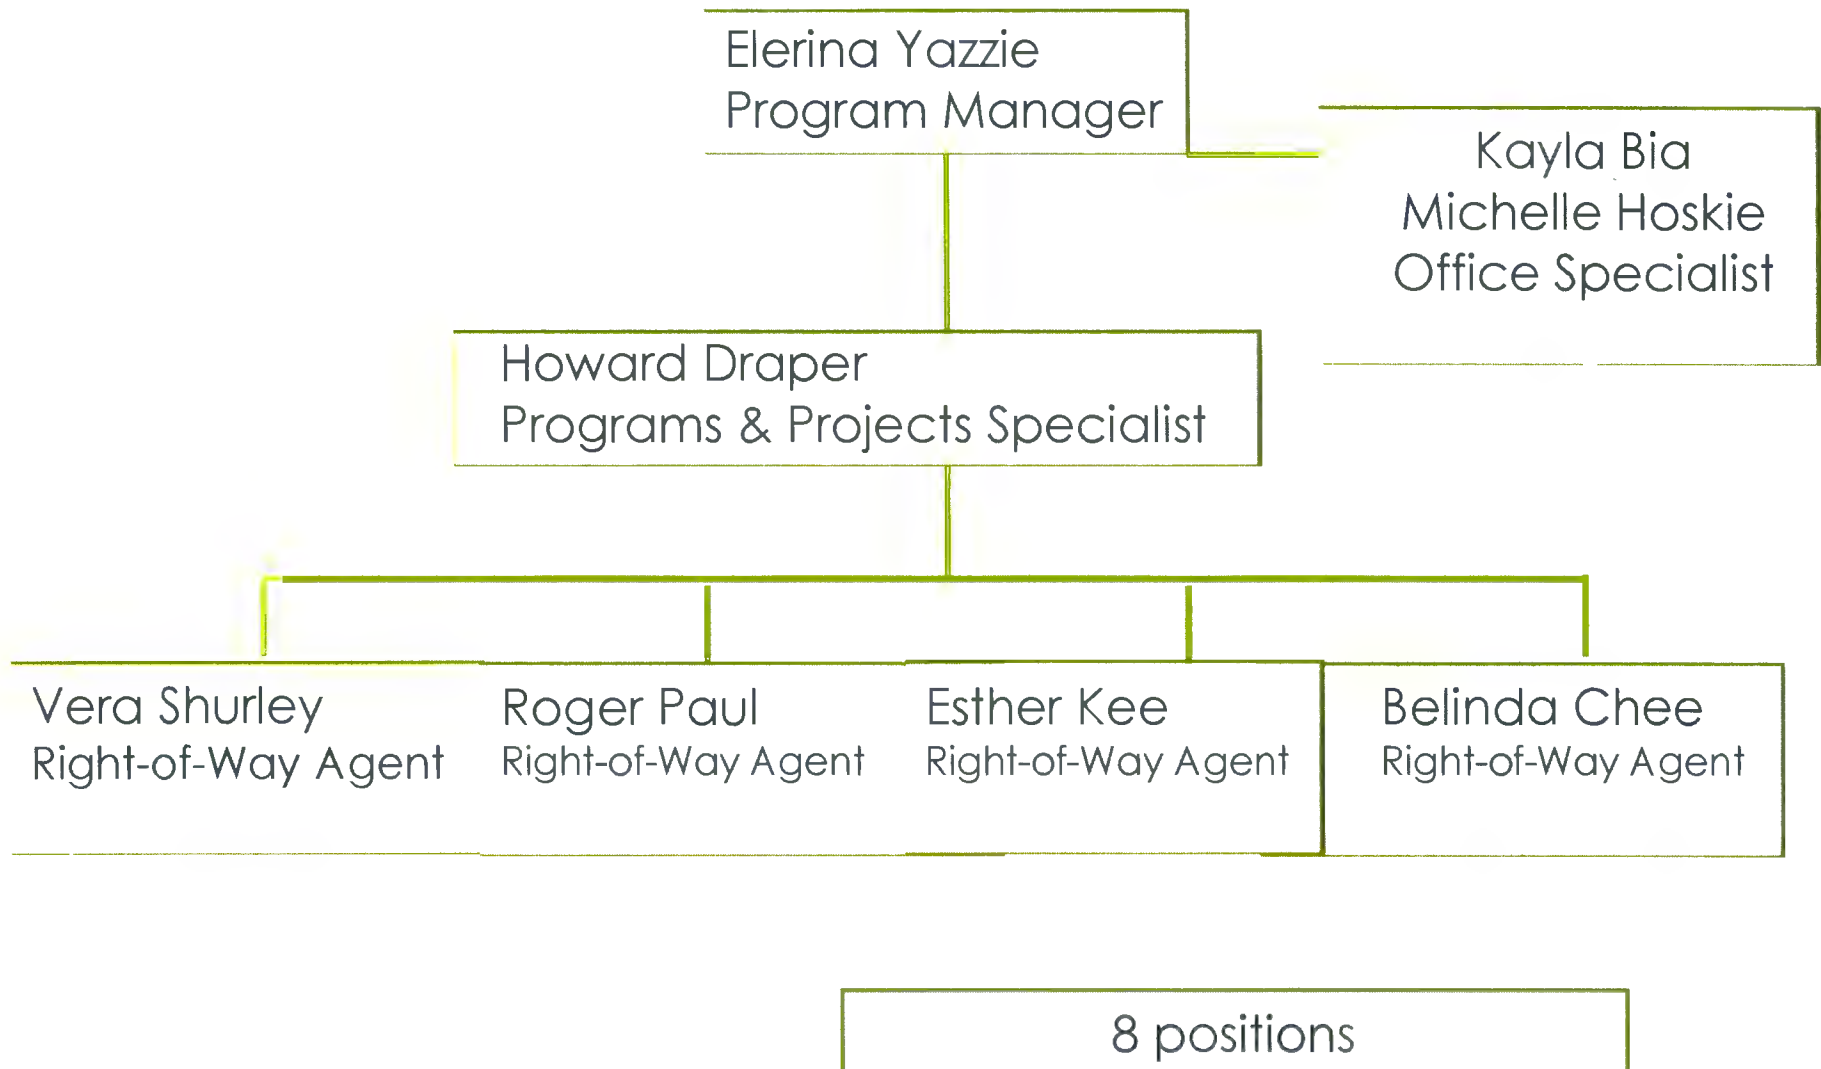 Elerina Yazzie
Program Manager
Kayla Bia
Michelle Hoskie
Office Specialist
Howard Draper
Programs & Projects Specialist
Vera Shurley
Right-of-Way Agent
Roger Paul
Right-of-Way Agent
Esther Kee
Right-of-Way Agent
Belinda Chee
Right-of-Way Agent
8 positions